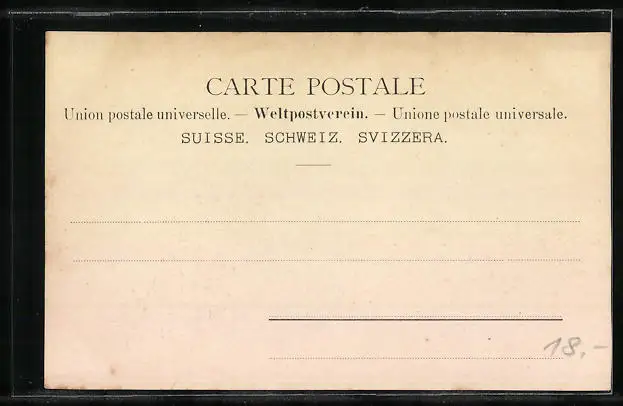 CARTE POSTALE
Union postale universelle. — Weltpostverein. — Unione postale universale.
SUISSE. SCHWEIZ. SVIZZERA.
18,-